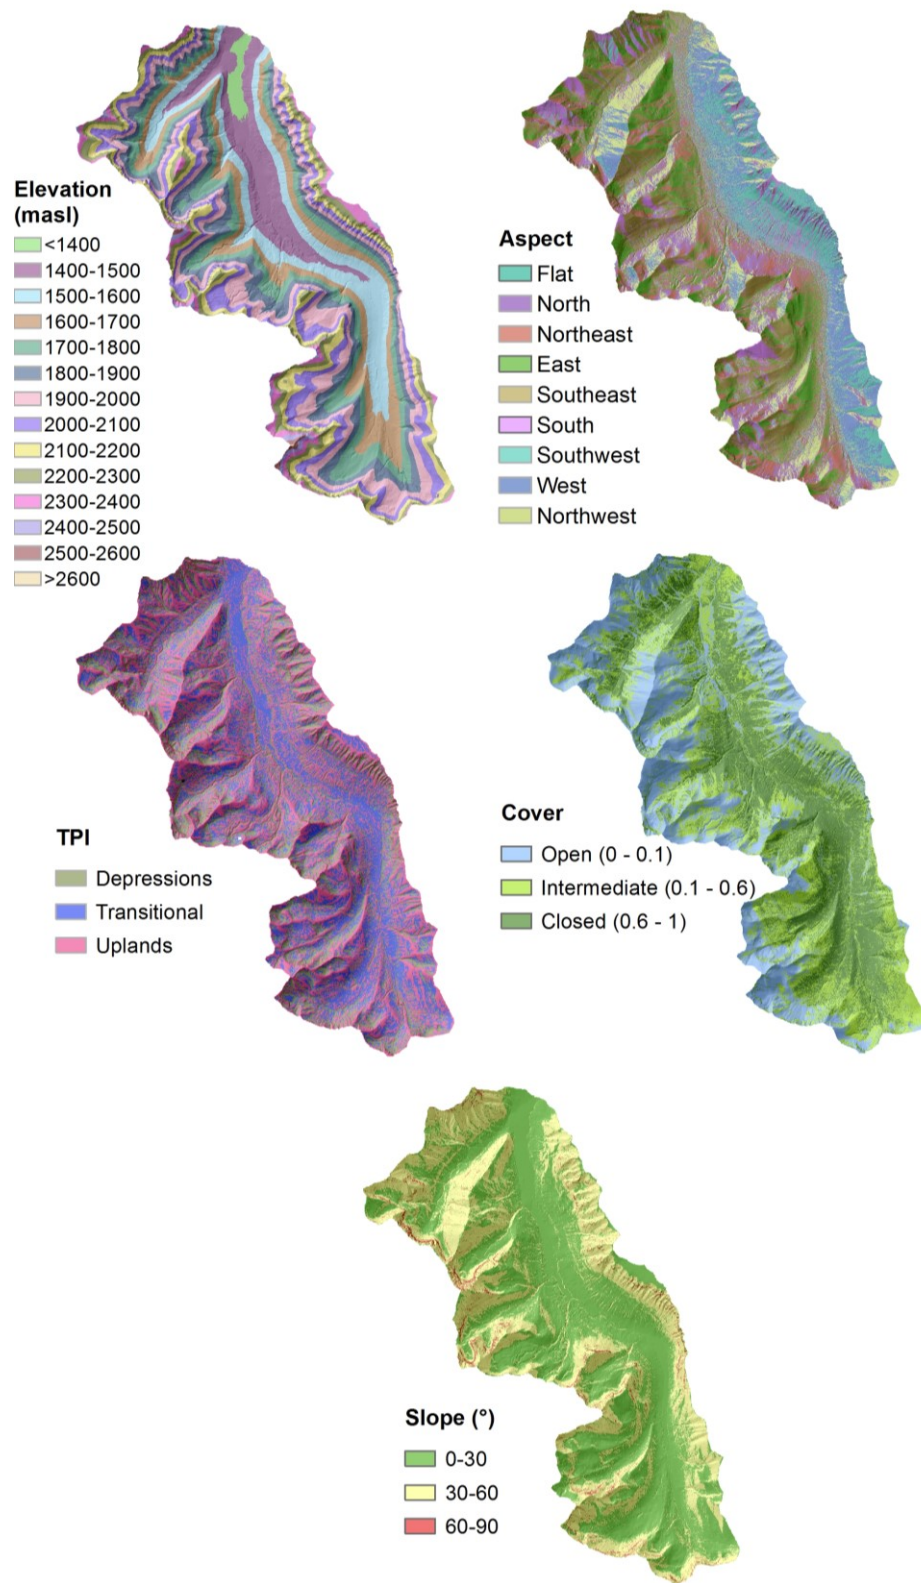 Elevation
(masl)
<1400
1400-1500
1500-1600
1600-1700
1700-1800
1800-1900
1900-2000
2000-2100
2100-2200
2200-2300
2300-2400
2400-2500
2500-2600
>2600
Aspect
Flat
North
Northeast
East
Southeast
South
Southwest
West
Northwest
TPI
Depressions
Transitional
Uplands
Cover
Open (0 - 0.1)
Intermediate (0.1 - 0.6)
Closed (0.6 - 1)
Slope (°)
0-30
30-60
60-90